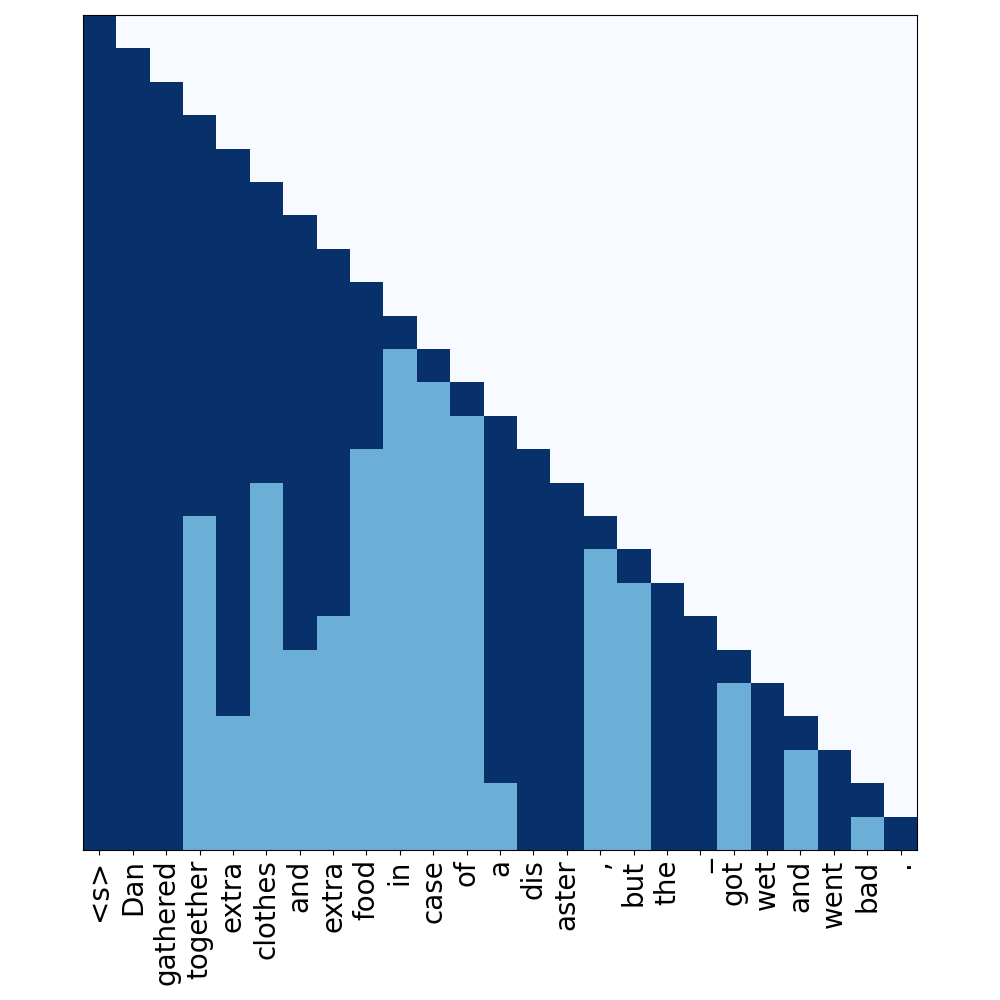 <s>
Dan
gathered
together
extra
clothes
and
extra
food
in
case
of
a
dis
aster
,
but
the
_
got
wet
and
went
bad
.